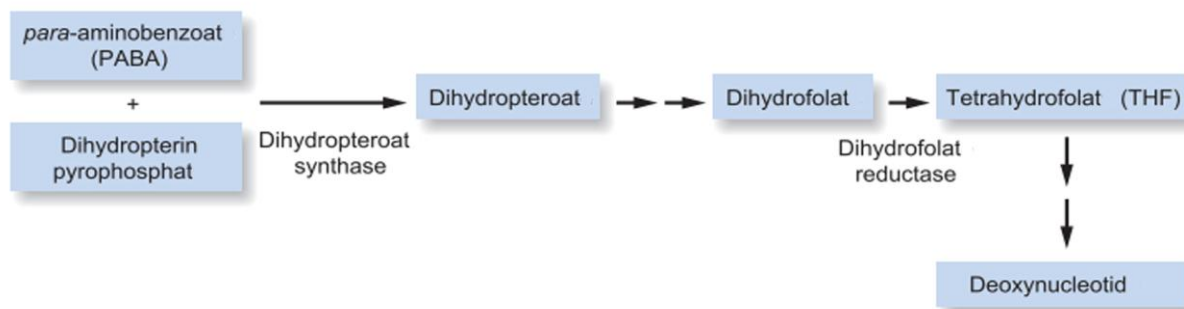 para-aminobenzoat
(PABA)
+
Dihydropterin
pyrophosphat
Dihydropteroat
synthase
Dihydropteroat
Dihydrofolat
Dihydrofolat
reductase
Tetrahydrofolat (THF)
Deoxynucleotid